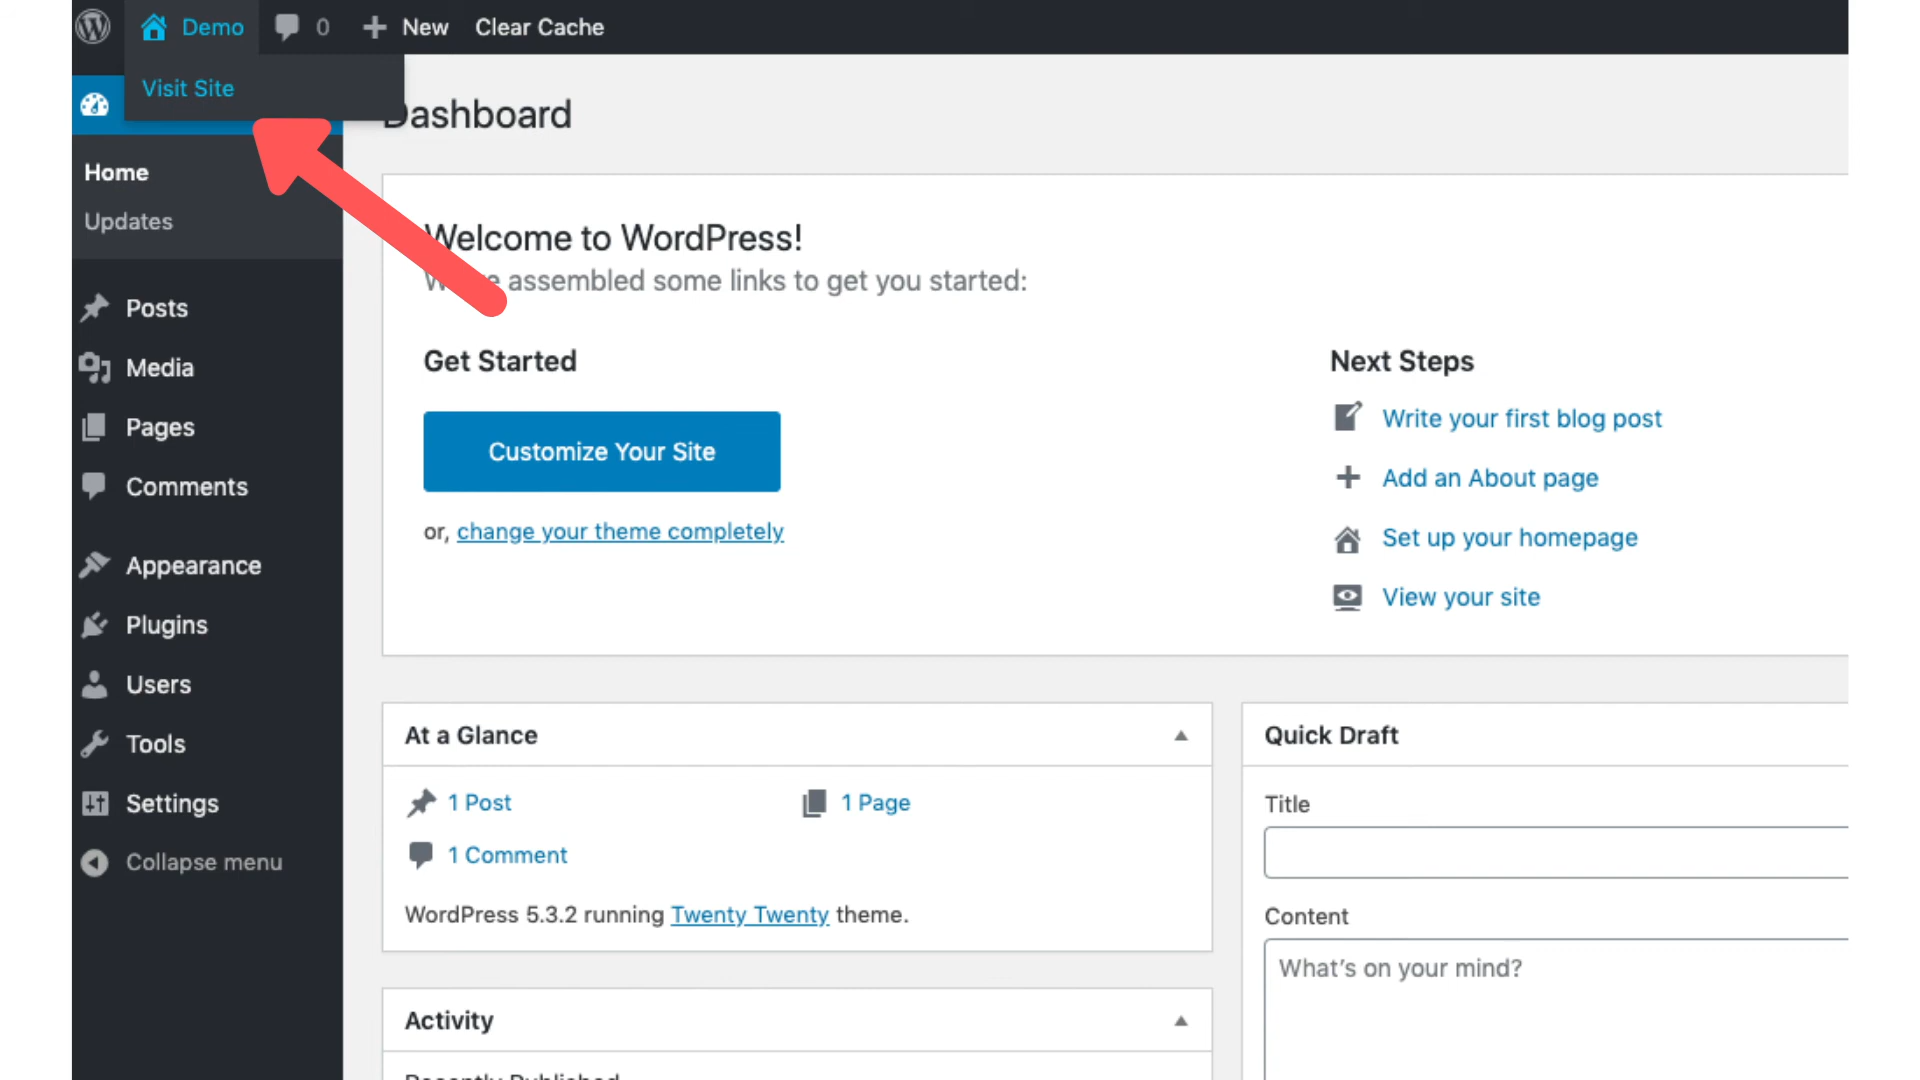 Demo 0 New Clear Cache
Visit Site
Dashboard
Home
Updates
Posts
Media
Pages
Comments
Appearance
Plugins
Users
Tools
Settings
Collapse menu
Welcome to WordPress!
assembled some links to get you started:
Get Started
Customize Your Site
or, change your theme completely
Next Steps
Write your first blog post
Add an About page
Set up your homepage
View your site
At a Glance
1 Post
1 Page
1 Comment
WordPress 5.3.2 running Twenty Twenty theme.
Activity
Recently Published
Quick Draft
Title
Content
What’s on your mind?